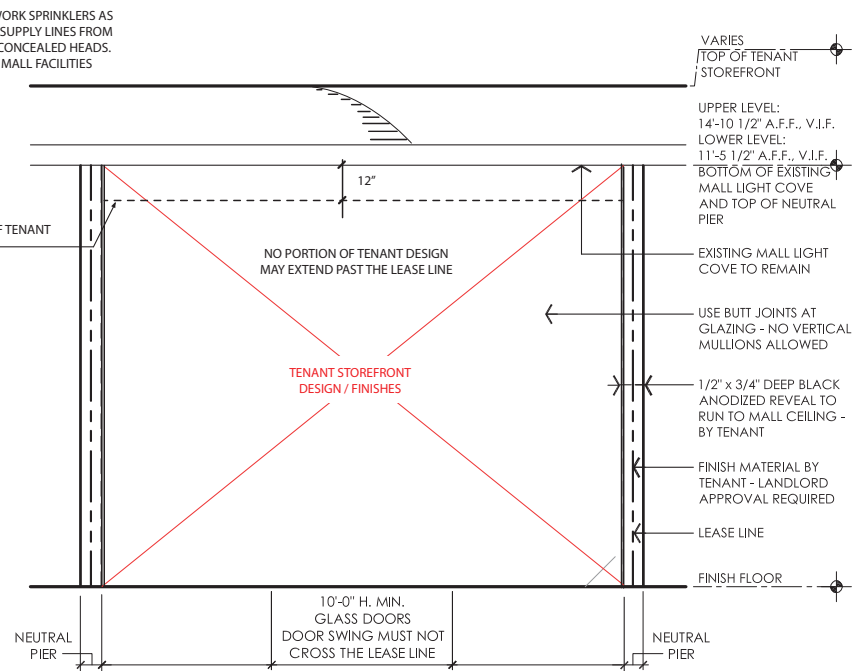 WORK SPRINKLERS AS
SUPPLY LINES FROM
CONCEALED HEADS.
MALL FACILITIES
VARIES
TOP OF TENANT
STOREFRONT
UPPER LEVEL:
14'-10 1/2" A.F.F., V.I.F.
LOWER LEVEL:
11'-5 1/2" A.F.F., V.I.F.
BOTTOM OF EXISTING
MALL LIGHT COVE
AND TOP OF NEUTRAL
PIER
12"
TENANT
NO PORTION OF TENANT DESIGN
MAY EXTEND PAST THE LEASE LINE
EXISTING MALL LIGHT
COVE TO REMAIN
USE BUTT JOINTS AT
GLAZING - NO VERTICAL
MULLIONS ALLOWED
TENANT STOREFRONT
DESIGN / FINISHES
1/2" x 3/4" DEEP BLACK
ANODIZED REVEAL TO
RUN TO MALL CEILING -
BY TENANT
FINISH MATERIAL BY
TENANT - LANDLORD
APPROVAL REQUIRED
LEASE LINE
FINISH FLOOR
10'-0" H. MIN.
GLASS DOORS
DOOR SWING MUST NOT
CROSS THE LEASE LINE
NEUTRAL
PIER
NEUTRAL
PIER